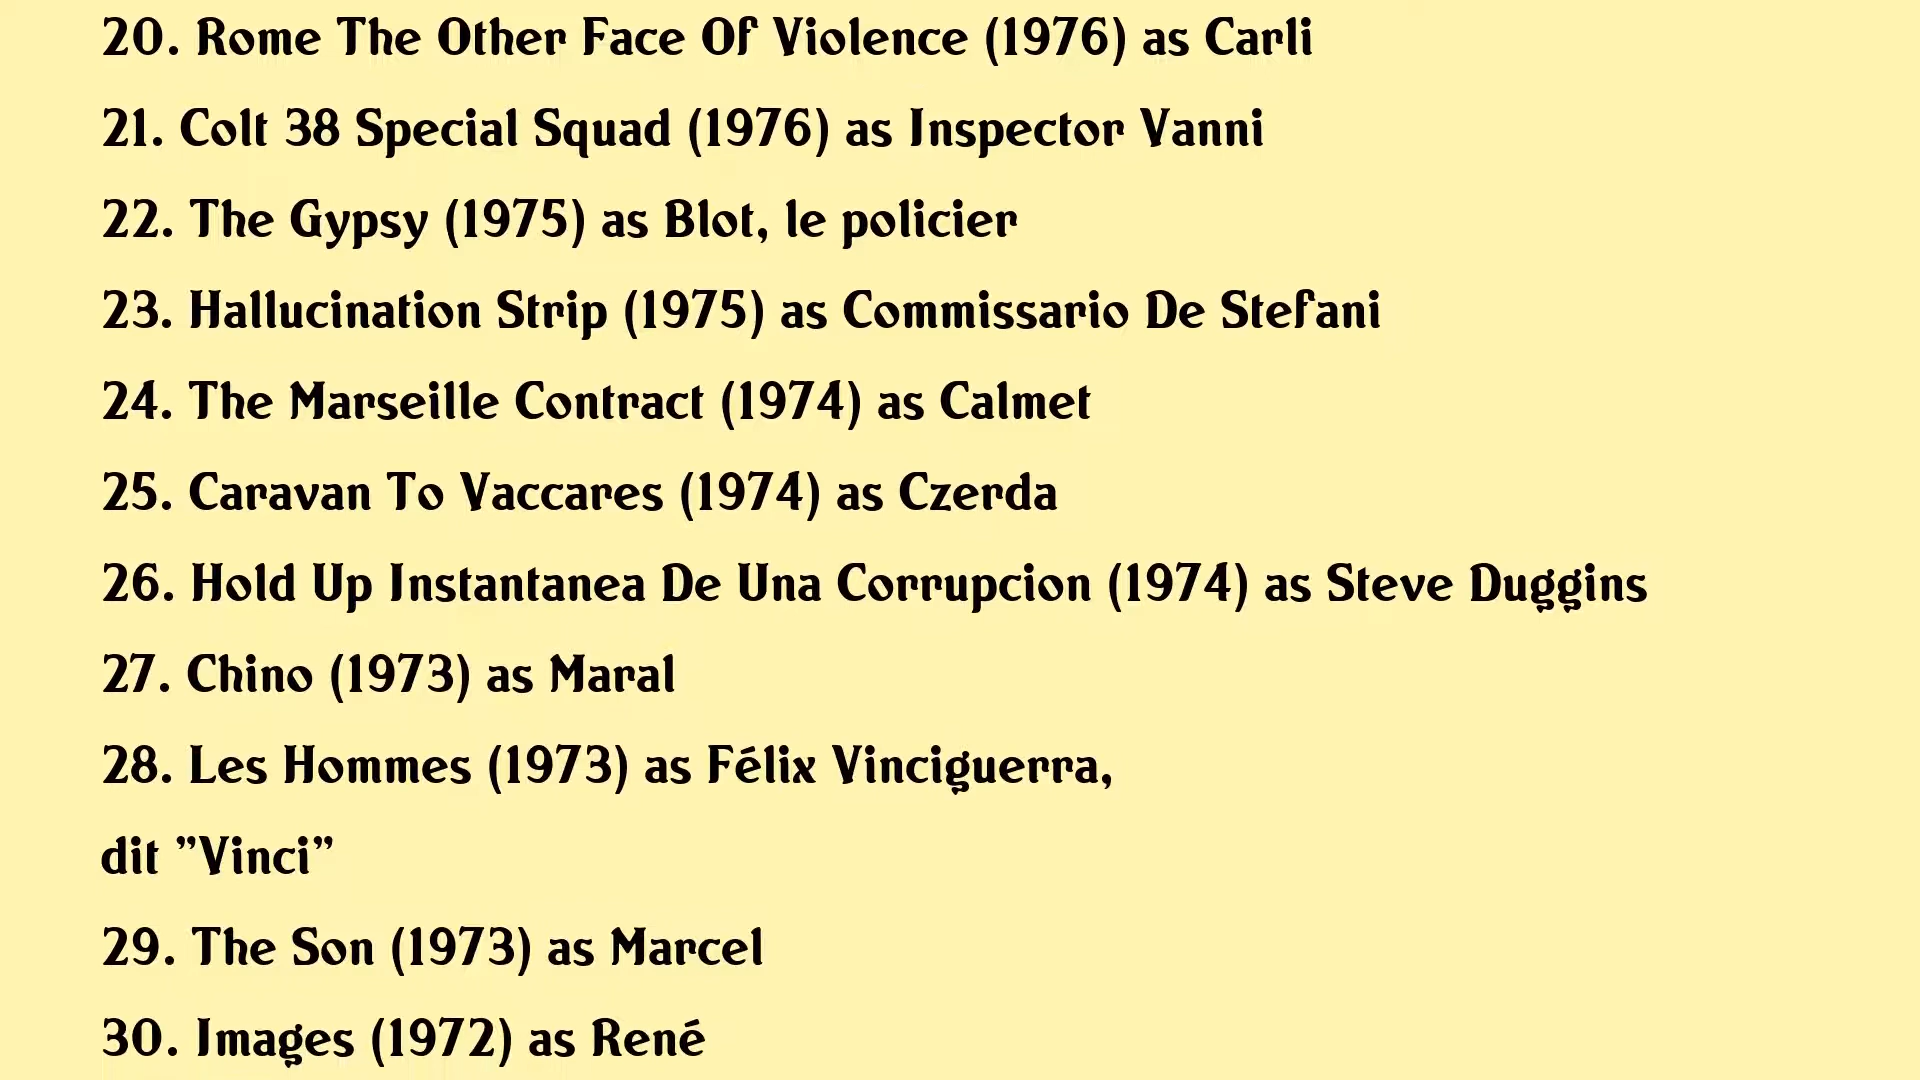 20. Rome The Other Face Of Violence (1976) as Carli
21. Colt 38 Special Squad (1976) as Inspector Vanni
22. The Gypsy (1975) as Blot, le policier
23. Hallucination Strip (1975) as Commissario De Stefani
24. The Marseille Contract (1974) as Calmet
25. Caravan To Vaccares (1974) as Czerda
26. Hold Up Instantanea De Una Corrupcion (1974) as Steve Duggins
27. Chino (1973) as Maral
28. Les Hommes (1973) as Félix Vinciguerra,
dit ”Vinci”
29. The Son (1973) as Marcel
30. Images (1972) as René